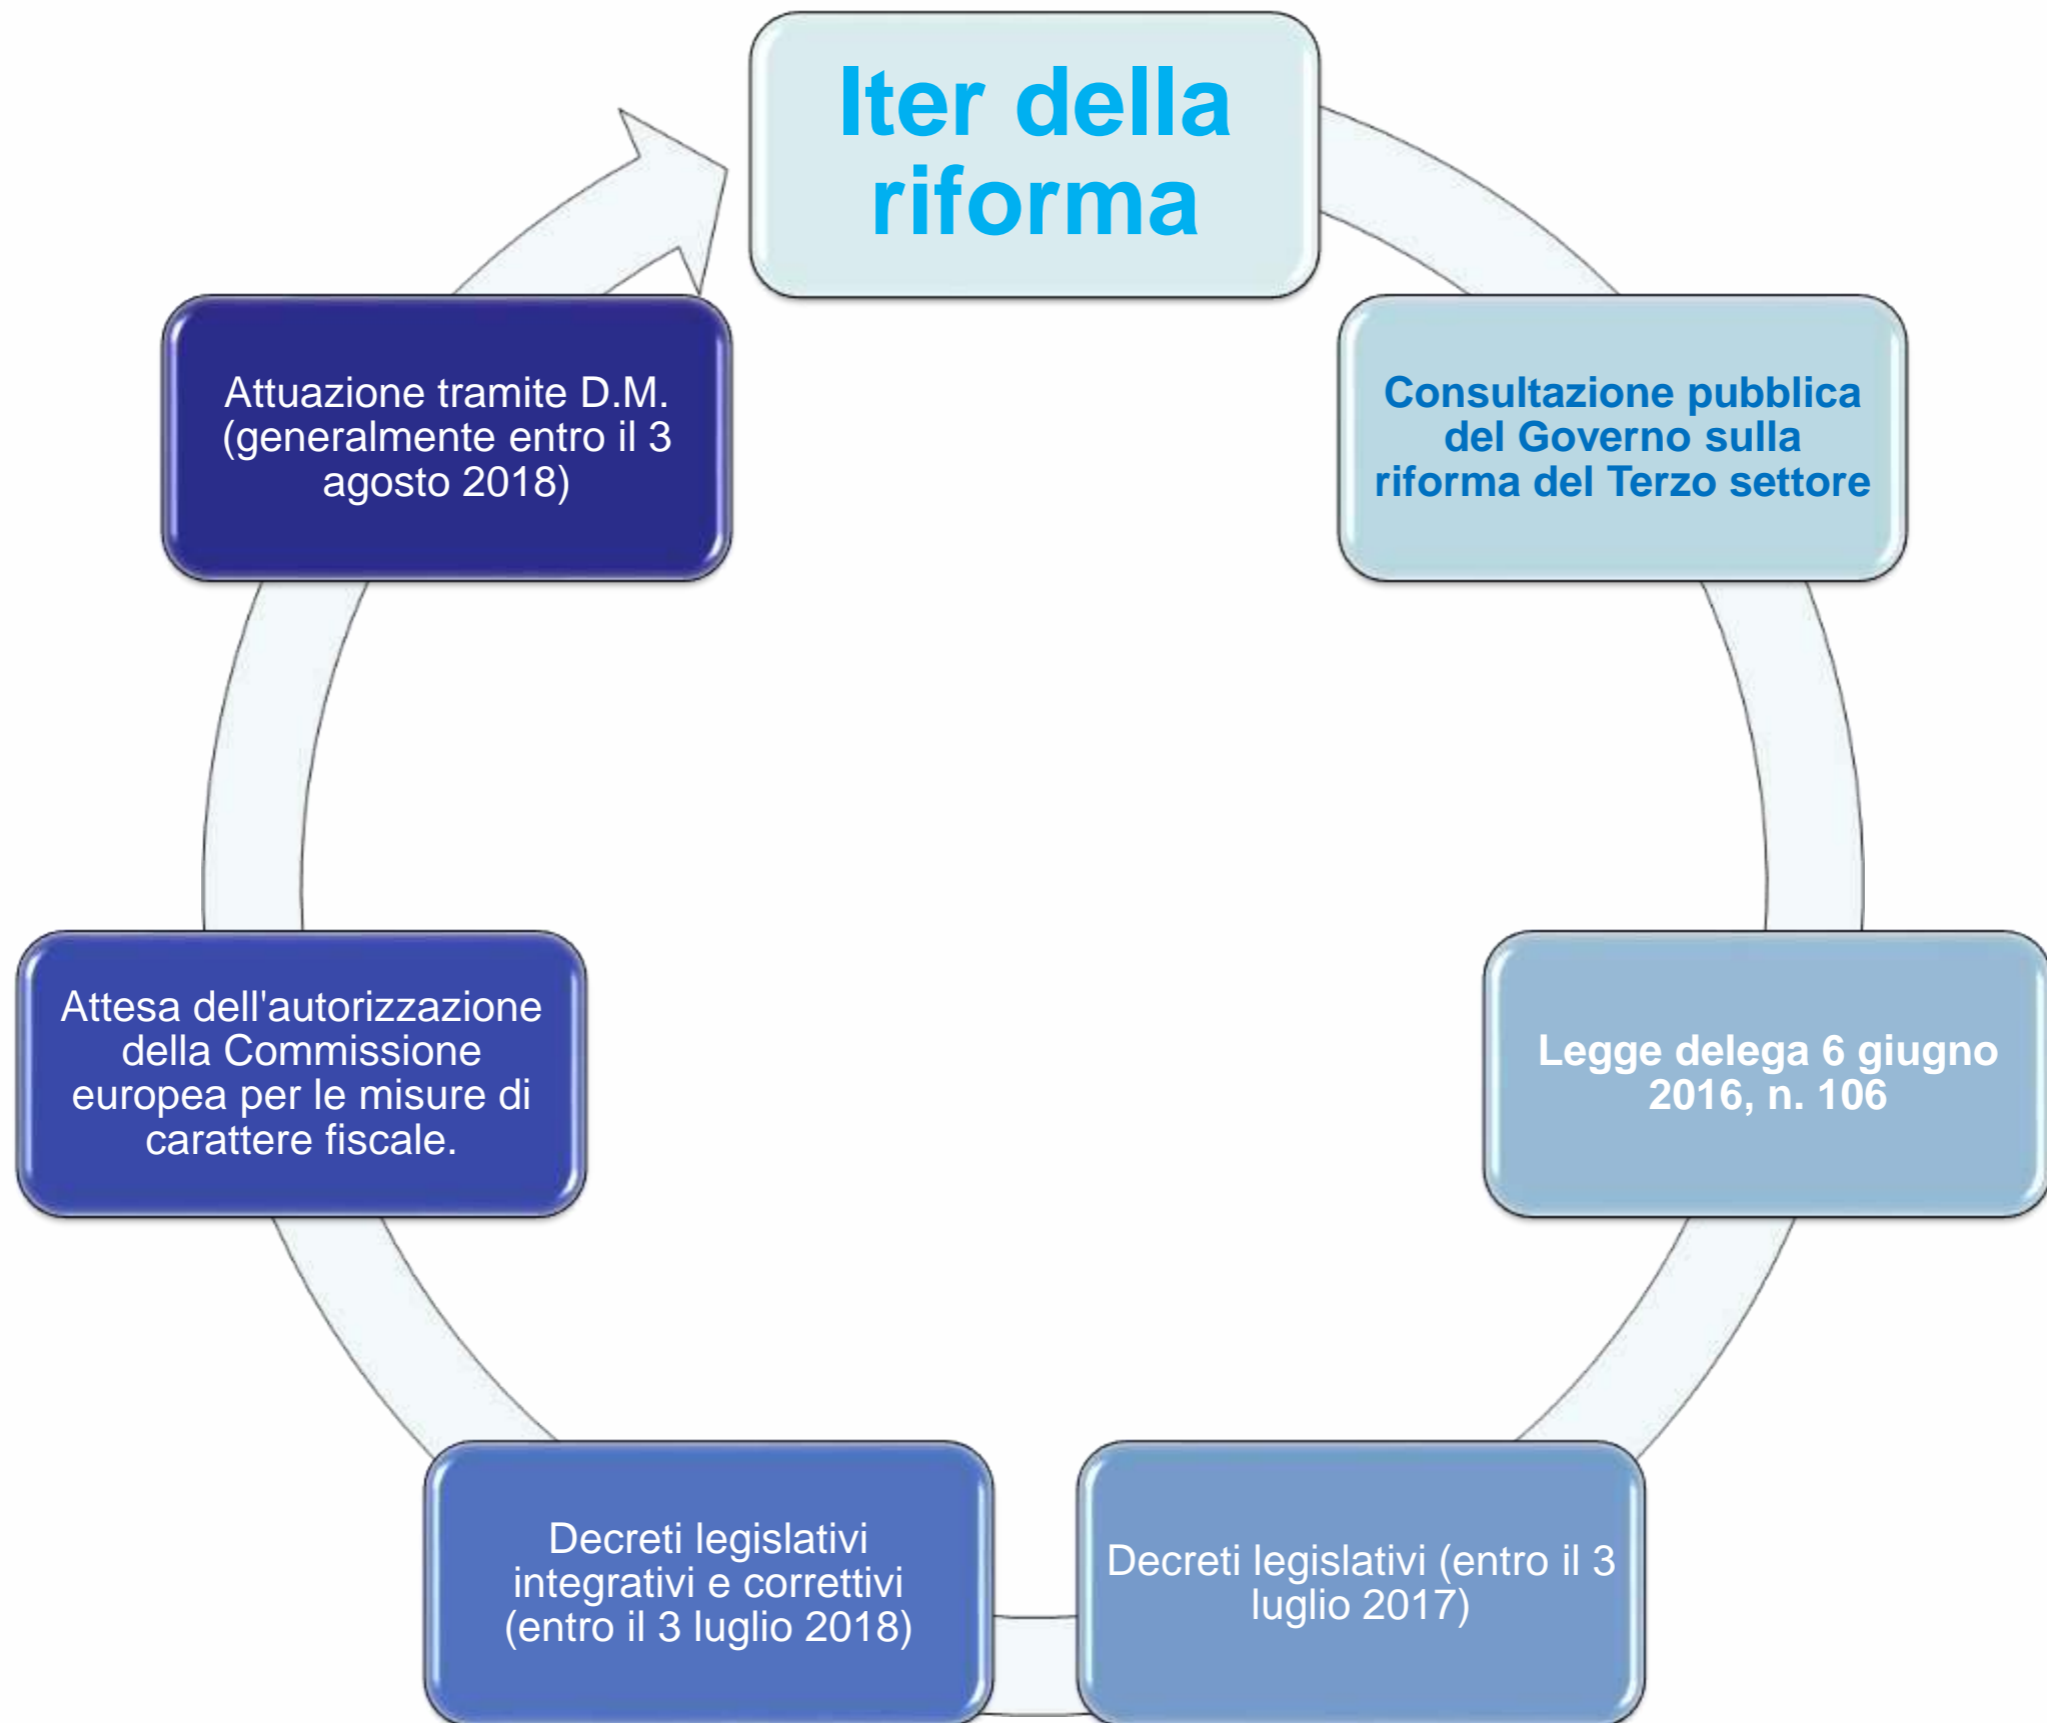 Iter della
riforma
Consultazione pubblica
del Governo sulla
riforma del Terzo settore
Legge delega 6 giugno
2016, n. 106
Decreti legislativi (entro il 3
luglio 2017)
Decreti legislativi
integrativi e correttivi
(entro il 3 luglio 2018)
Attesa dell'autorizzazione
della Commissione
europea per le misure di
carattere fiscale.
Attuazione tramite D.M.
(generalmente entro il 3
agosto 2018)